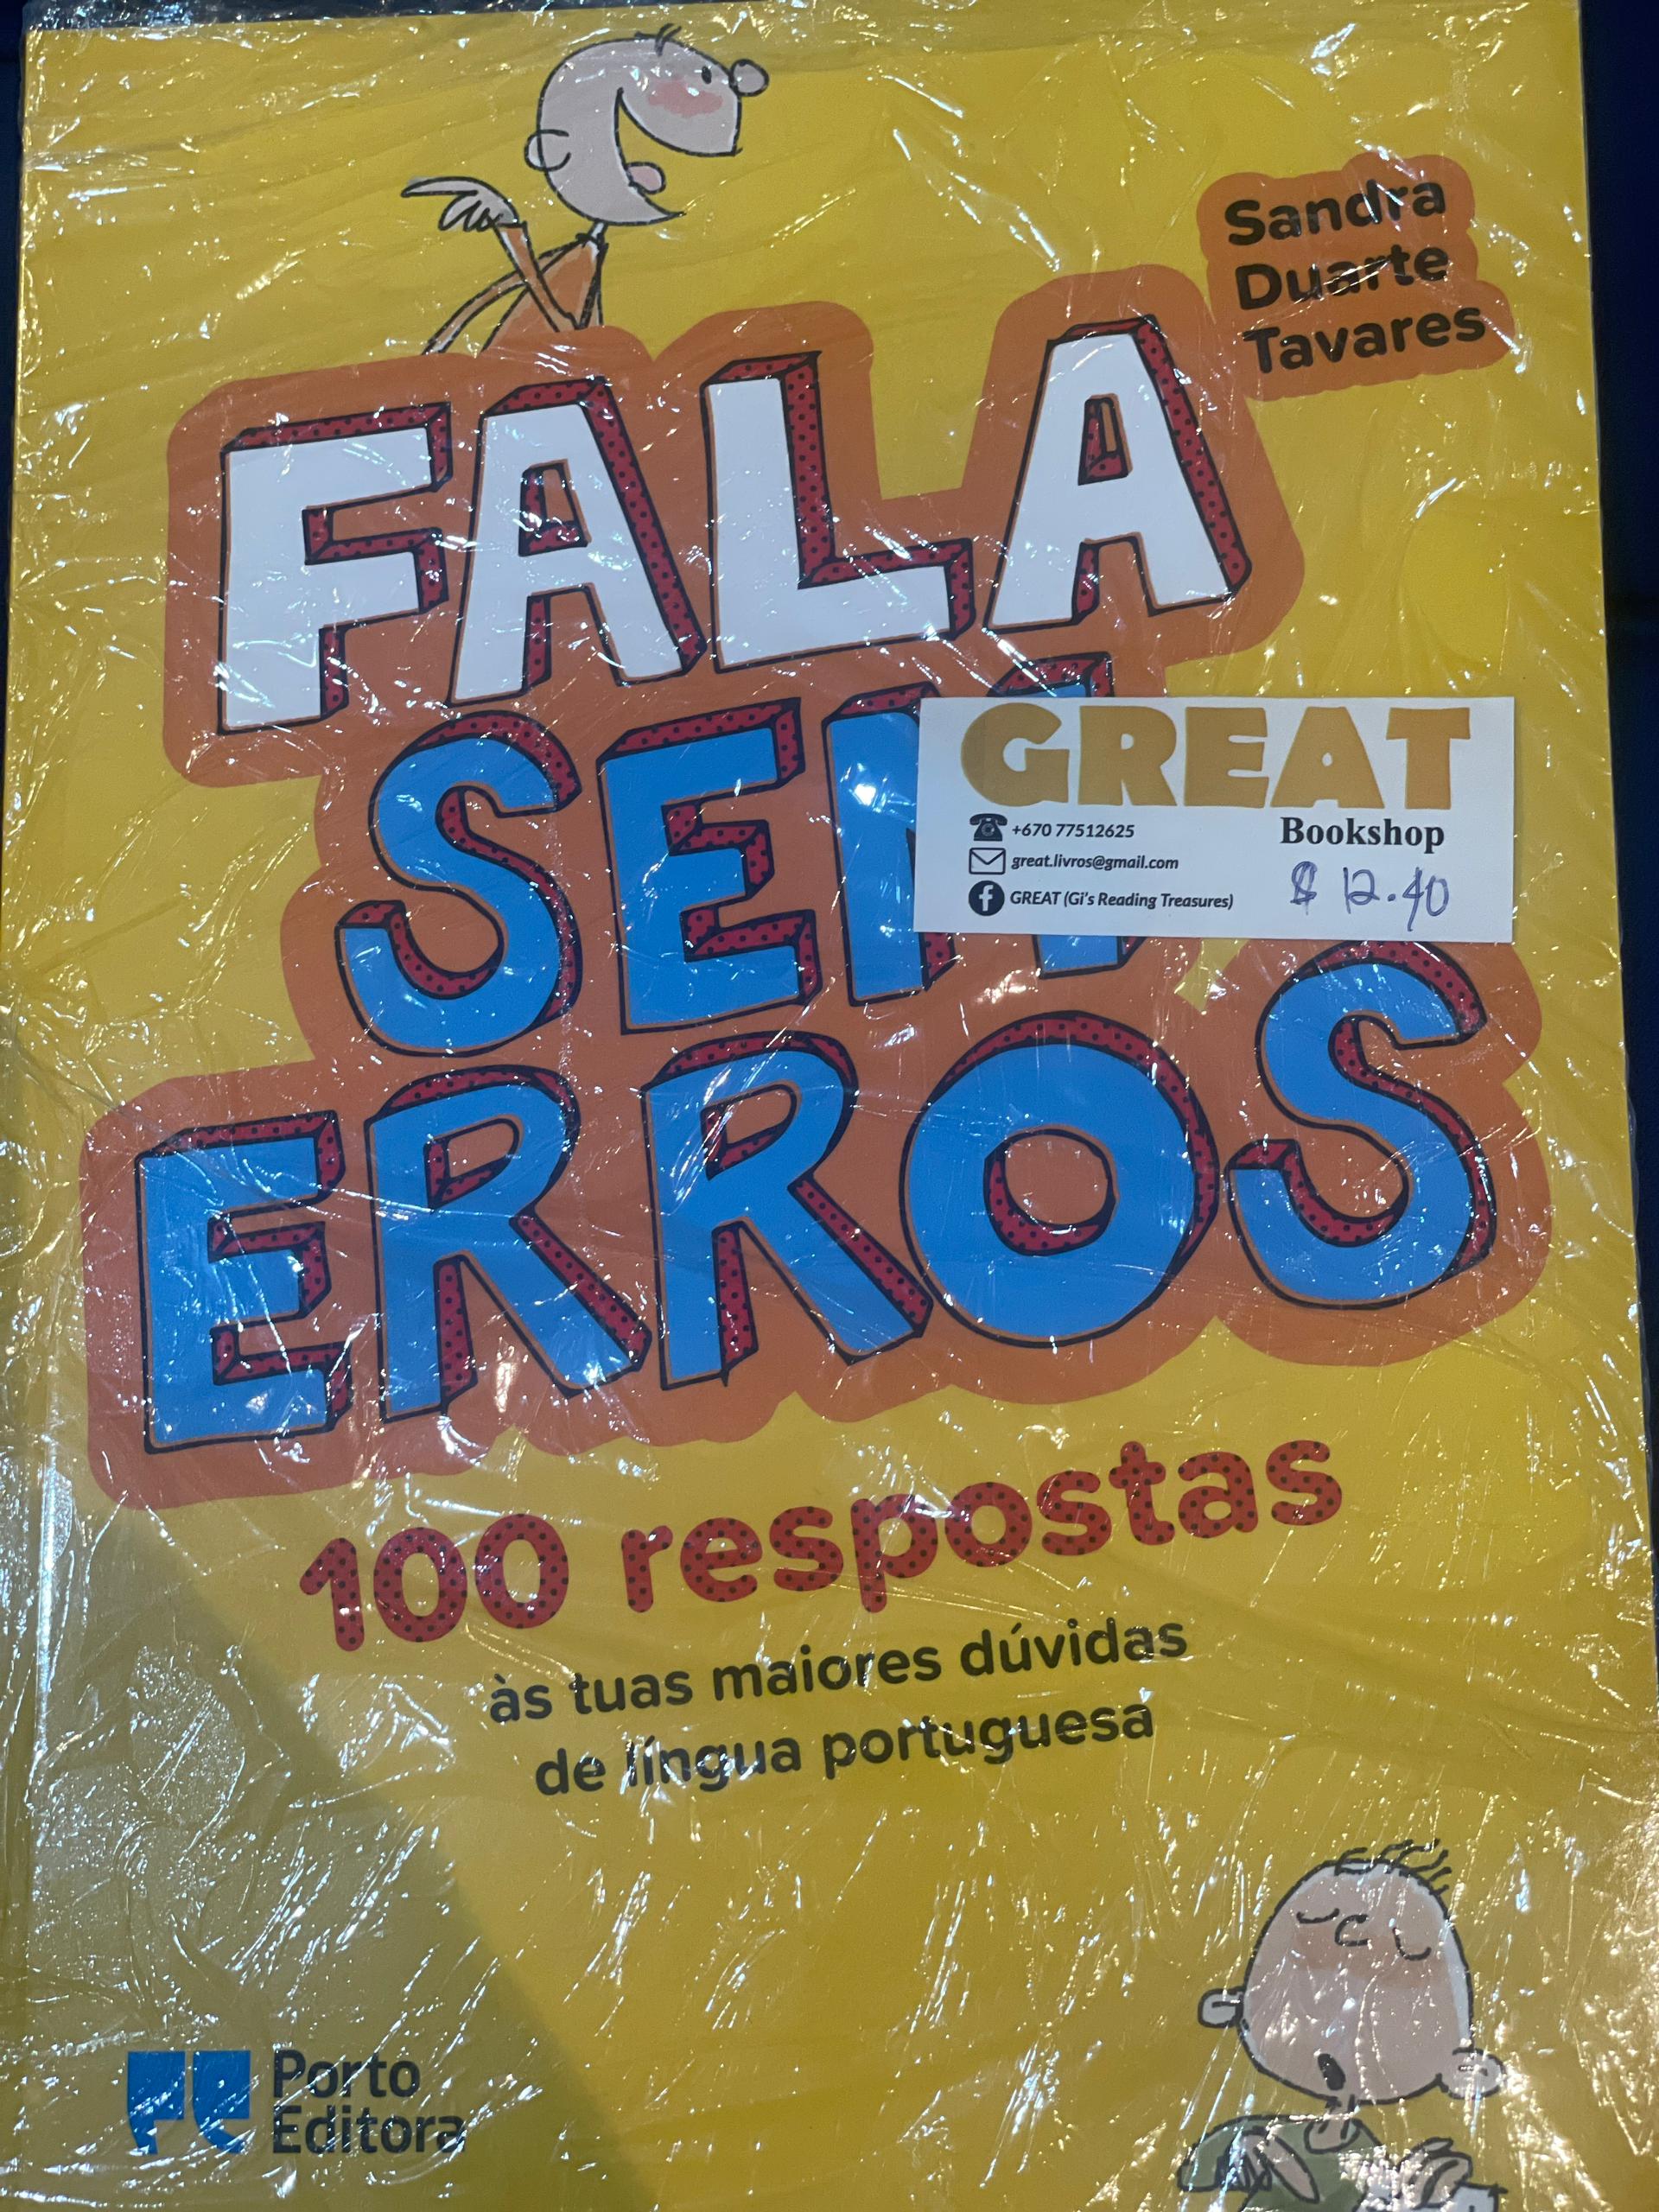 Sandra
Duarte
Tavares
FALA
SEM
GREAT
Bookshop
+670 77512625
great.livros@gmail.com
GREAT (Gi's Reading Treasures)
$ 12.40
ERROS
100 respostas
às tuas maiores dúvidas
de língua portuguesa
Porto
Editora